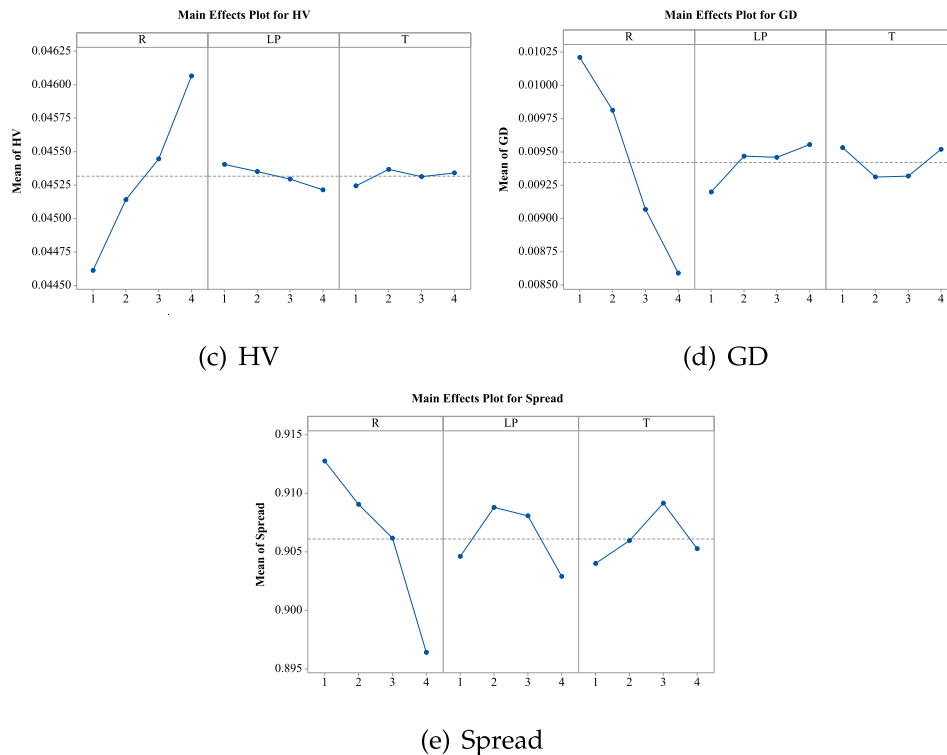 Main Effects Plot for HV
R LP T
0.04625
0.04600
0.04575
0.04550
0.04525
0.04500
0.04475
0.04450
Mean of HV
1 2 3 4 1 2 3 4 1 2 3 4
(c) HV
Main Effects Plot for GD
R LP T
0.01025
0.01000
0.00975
0.00950
0.00925
0.00900
0.00875
0.00850
Mean of GD
1 2 3 4 1 2 3 4 1 2 3 4
(d) GD
Main Effects Plot for Spread
R LP T
0.915
0.910
0.905
0.900
0.895
Mean of Spread
1 2 3 4 1 2 3 4 1 2 3 4
(e) Spread